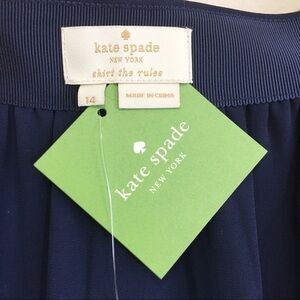 kate spade
NEW YORK
skirt the rules
14
MADE IN CHINA
kate spade
NEW YORK